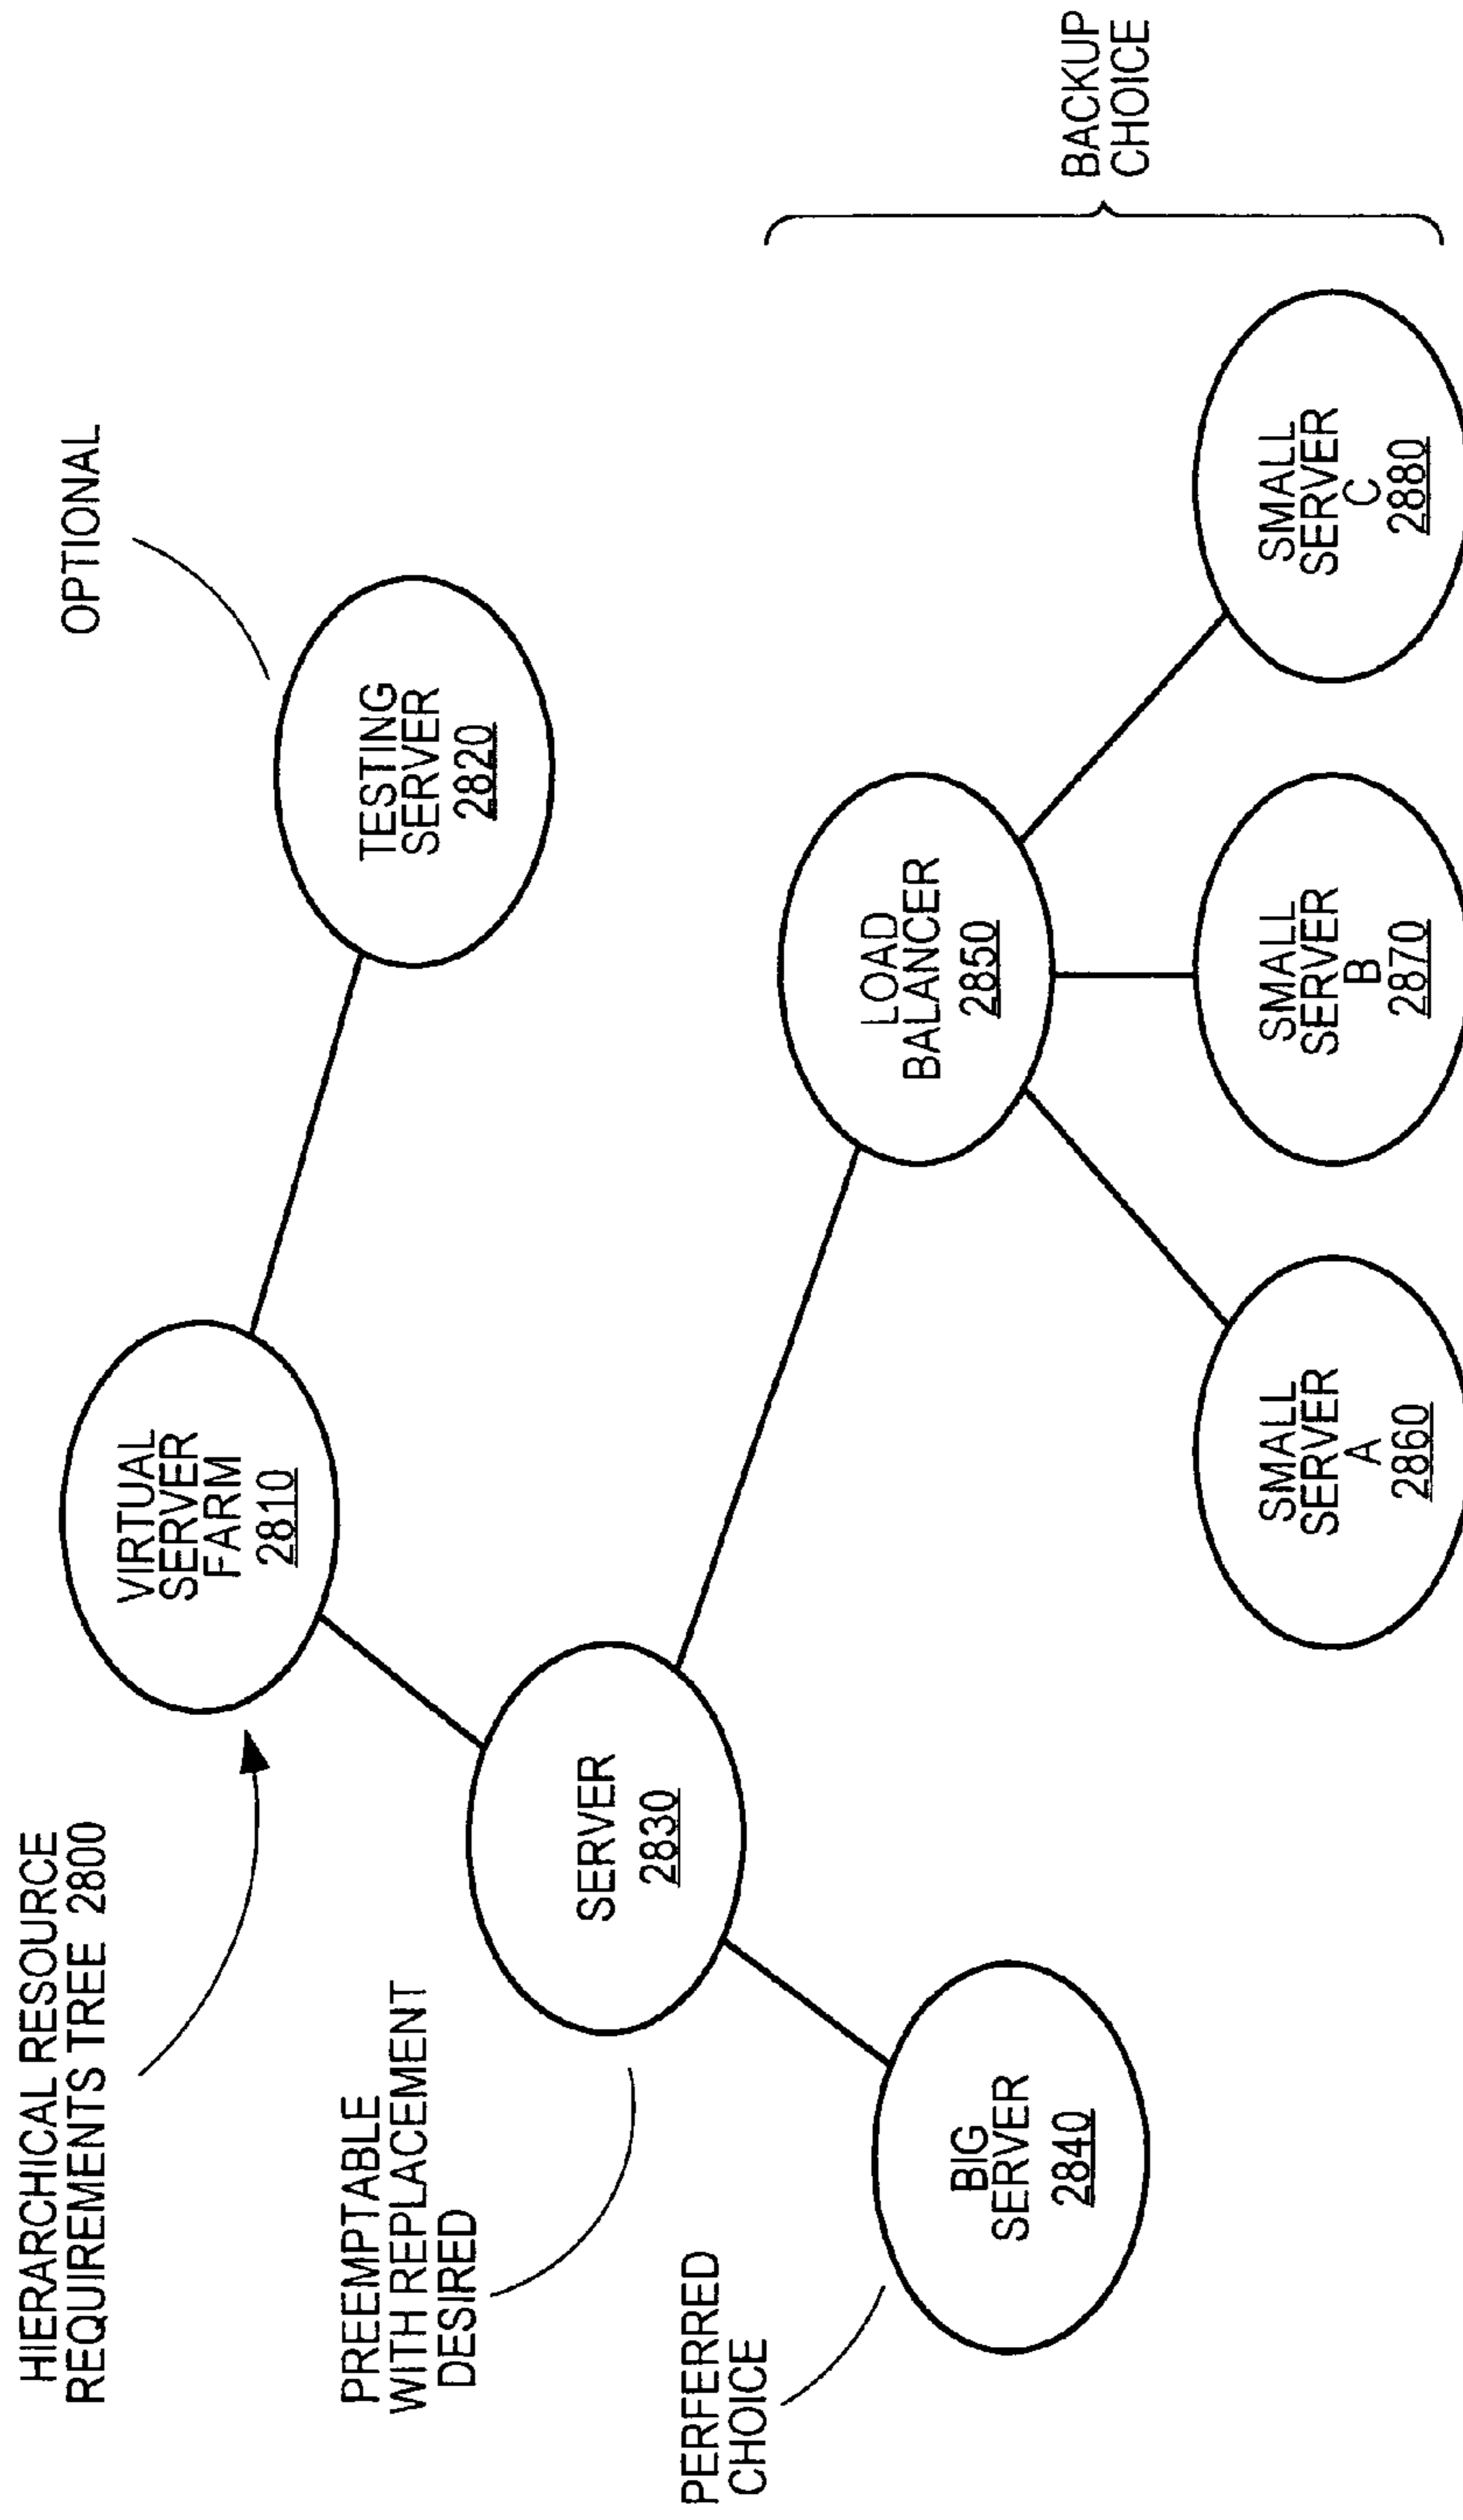 HIERARCHICAL RESOURCE
REQUIREMENTS TREE 2800
VIRTUAL
SERVER
FARM
2810
OPTIONAL
PREEMPTABLE
WITH REPLACEMENT
DESIRED
SERVER
2830
TESTING
SERVER
2820
PERFERRED
CHOICE
BIG
SERVER
2840
LOAD
BALANCER
2850
BACKUP
CHOICE
SMALL
SERVER
A
2860
SMALL
SERVER
B
2870
SMALL
SERVER
C
2880